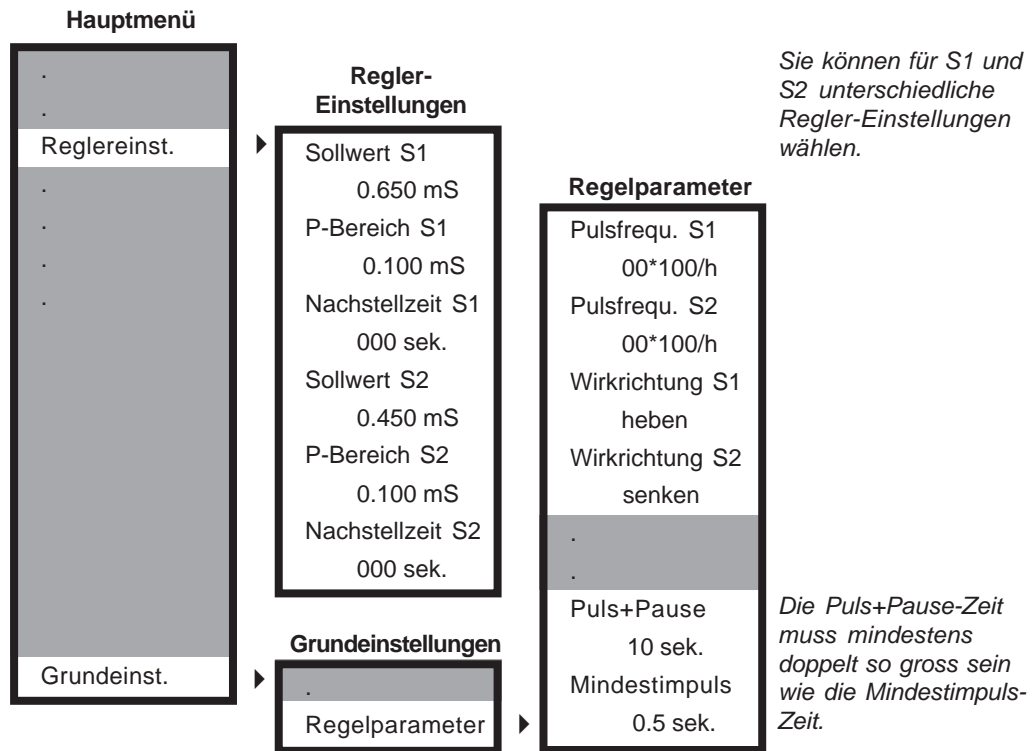 Hauptmenü
.
.
Reglereinst.
.
.
.
.
Grundeinst.
Regler-
Einstellungen
Sollwert S1
0.650 mS
P-Bereich S1
0.100 mS
Nachstellzeit S1
000 sek.
Sollwert S2
0.450 mS
P-Bereich S2
0.100 mS
Nachstellzeit S2
000 sek.
Grundeinstellungen
.
Regelparameter
Regelparameter
Pulsfrequ. S1
00*100/h
Pulsfrequ. S2
00*100/h
Wirkrichtung S1
heben
Wirkrichtung S2
senken
.
.
Puls+Pause
10 sek.
Mindestimpuls
0.5 sek.
Sie können für S1 und
S2 unterschiedliche
Regler-Einstellungen
wählen.
Die Puls+Pause-Zeit
muss mindestens
doppelt so gross sein
wie die Mindestimpuls-
Zeit.